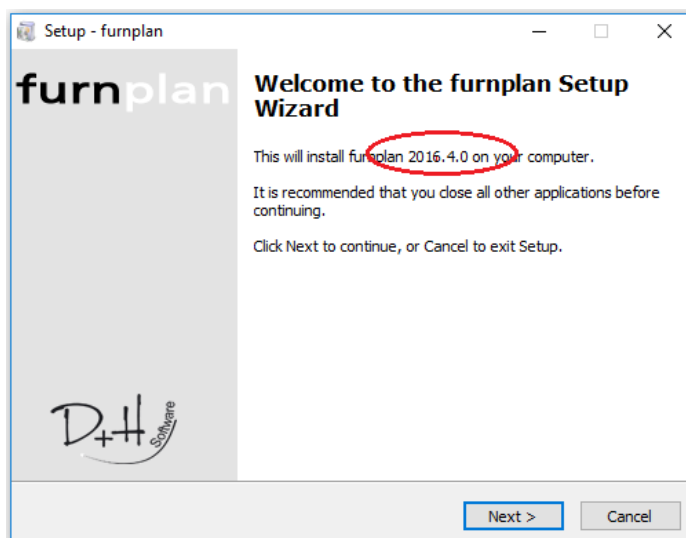 Setup - furnplan
furnplan
Welcome to the furnplan Setup
Wizard
This will install furnplan 2016.4.0 on your computer.
It is recommended that you close all other applications before
continuing.
Click Next to continue, or Cancel to exit Setup.
D+H Software
Next >
Cancel